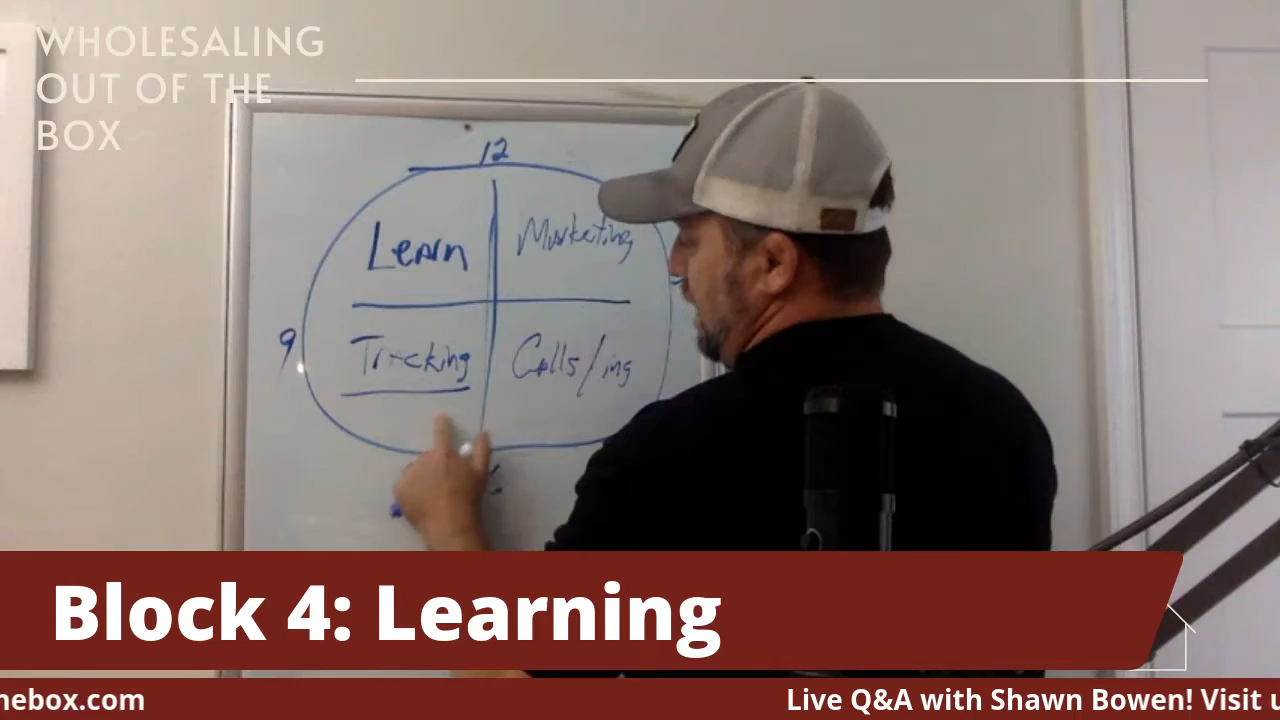 WHOLESALING
OUT OF THE
BOX
12
Learn
Marketing
9
Tracking
Calls/ing
Block 4: Learning
nebox.com
Live Q&A with Shawn Bowen! Visit u